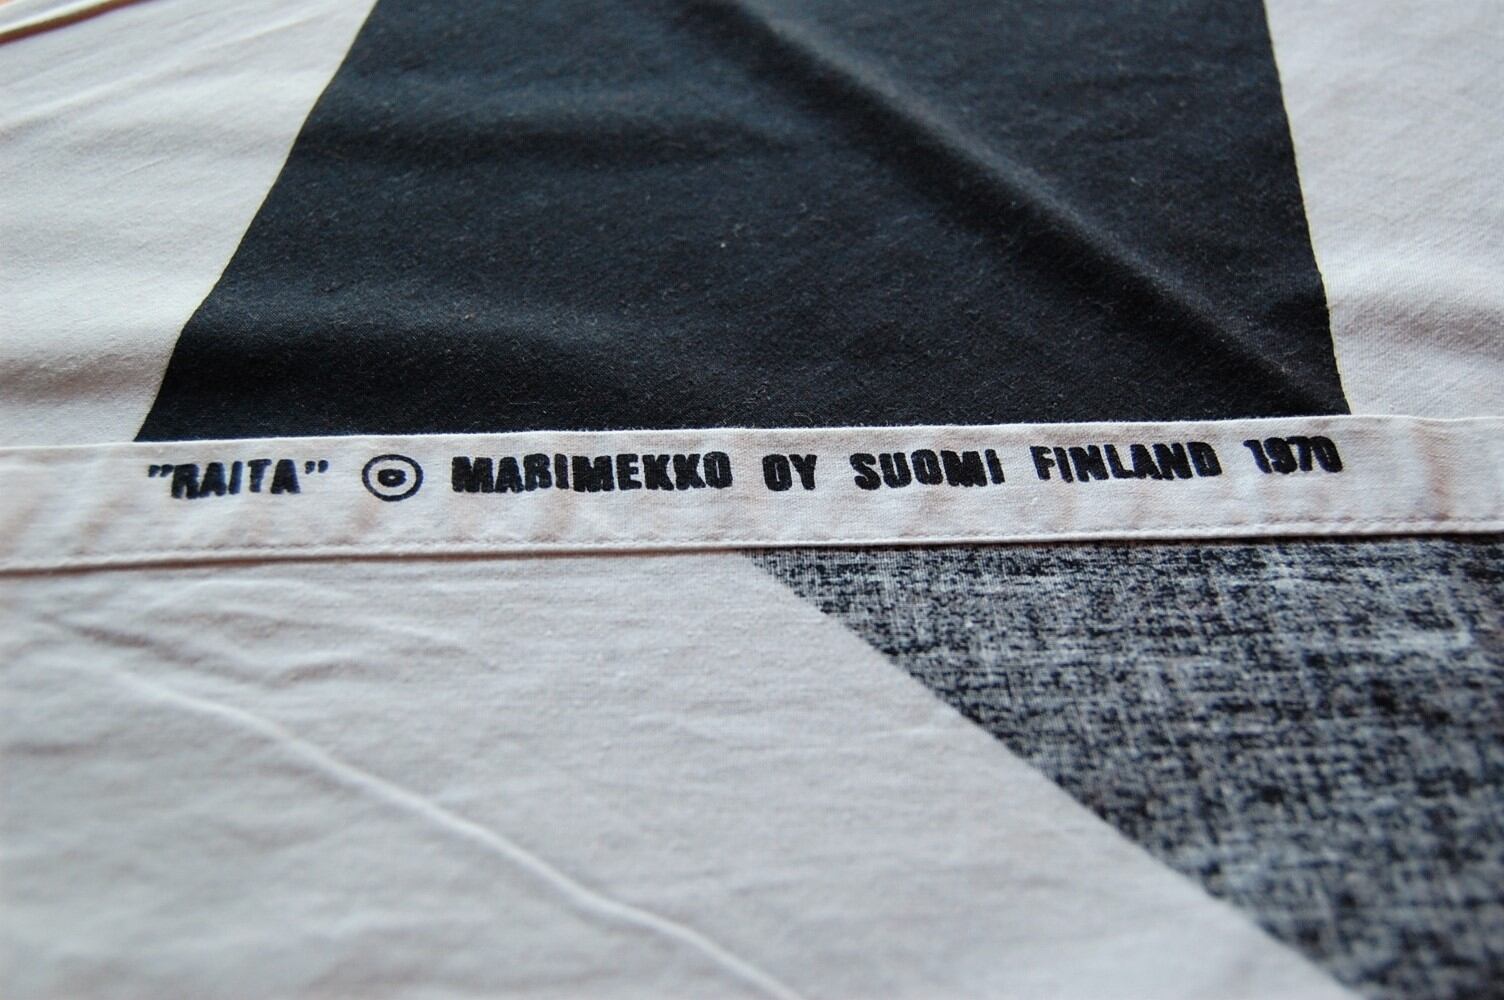 "RAITA" © MARIMEKKO OY SUOMI FINLAND 1970